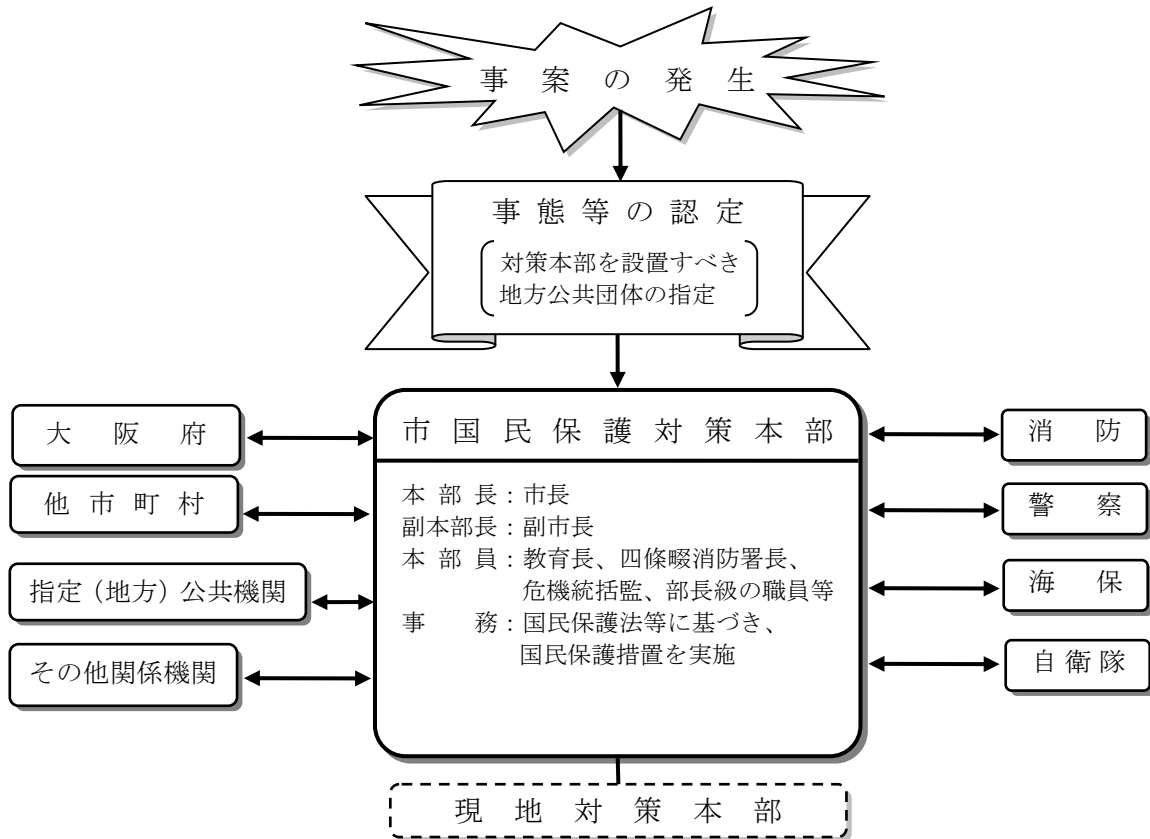 事案の発生
事態等の認定
対策本部を設置すべき
地方公共団体の指定
市国民保護対策本部
本部長：市長
副本部長：副市長
本部員：教育長、四條畷消防署長、
危機統括監、部長級の職員等
事務：国民保護法等に基づき、
国民保護措置を実施
大阪府
他市町村
指定（地方）公共機関
その他関係機関
消防
警察
海保
自衛隊
現地対策本部